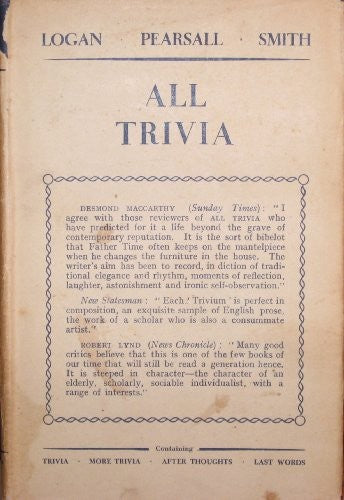 LOGAN · PEARSALL · SMITH
ALL
TRIVIA
DESMOND MACCARTHY (Sunday Times): "I
agree with those reviewers of ALL TRIVIA who
have predicted for it a life beyond the grave of
contemporary reputation. It is the sort of bibelot
that Father Time often keeps on the mantelpiece
when he changes the furniture in the house. The
writer's aim has been to record, in diction of tradi-
tional elegance and rhythm, moments of reflection,
laughter, astonishment and ironic self-observation."
New Statesman: "Each 'Trivium' is perfect in
composition, an exquisite sample of English prose,
the work of a scholar who is also a consummate
artist."
ROBERT LYND (News Chronicle): "Many good
critics believe that this is one of the few books of
our time that will still be read a generation hence.
It is steeped in character—the character of an
elderly, scholarly, sociable individualist, with a
range of interests."
Containing
TRIVIA · MORE TRIVIA · AFTER THOUGHTS · LAST WORDS